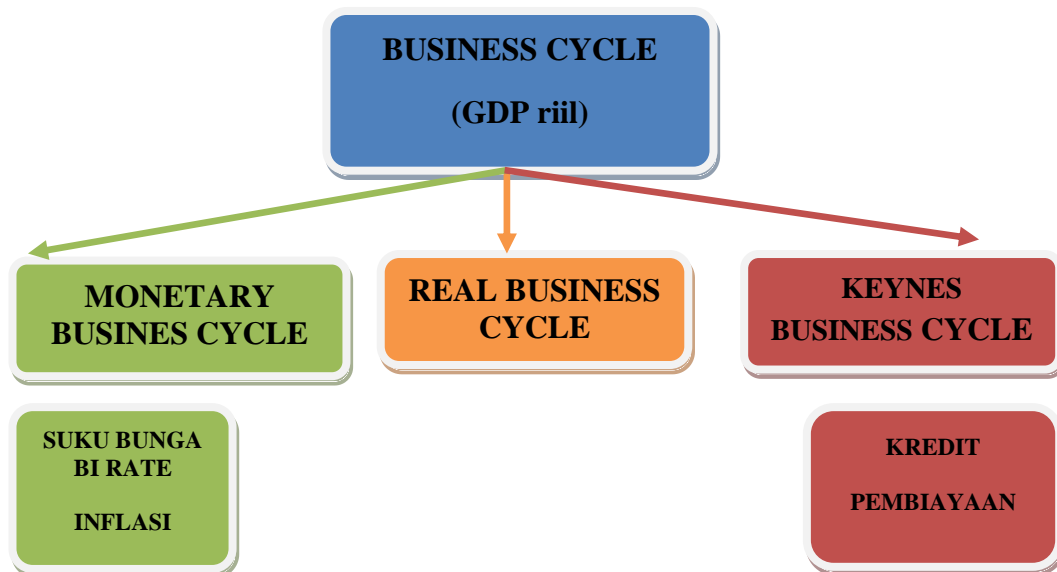 BUSINESS CYCLE
(GDP riil)
MONETARY
BUSINES CYCLE
REAL BUSINESS
CYCLE
KEYNES
BUSINESS CYCLE
SUKU BUNGA
BI RATE
INFLASI
KREDIT
PEMBIAYAAN